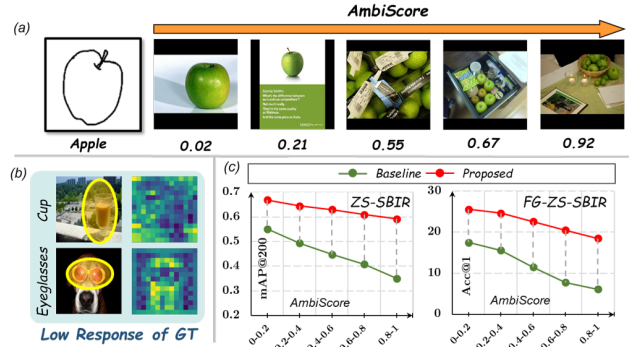 (a)
AmbiScore
Apple
0.02
0.21
0.55
0.67
0.92
(b)
Cup
Eyeglasses
Low Response of GT
(c)
Baseline
Proposed
ZS-SBIR
0.7
0.6
0.5
0.4
0.3
0.2
mAP@200
AmbiScore
0-0.2
0.2-0.4
0.4-0.6
0.6-0.8
0.8-1
FG-ZS-SBIR
30
20
10
0
Acc@1
AmbiScore
0-0.2
0.2-0.4
0.4-0.6
0.6-0.8
0.8-1